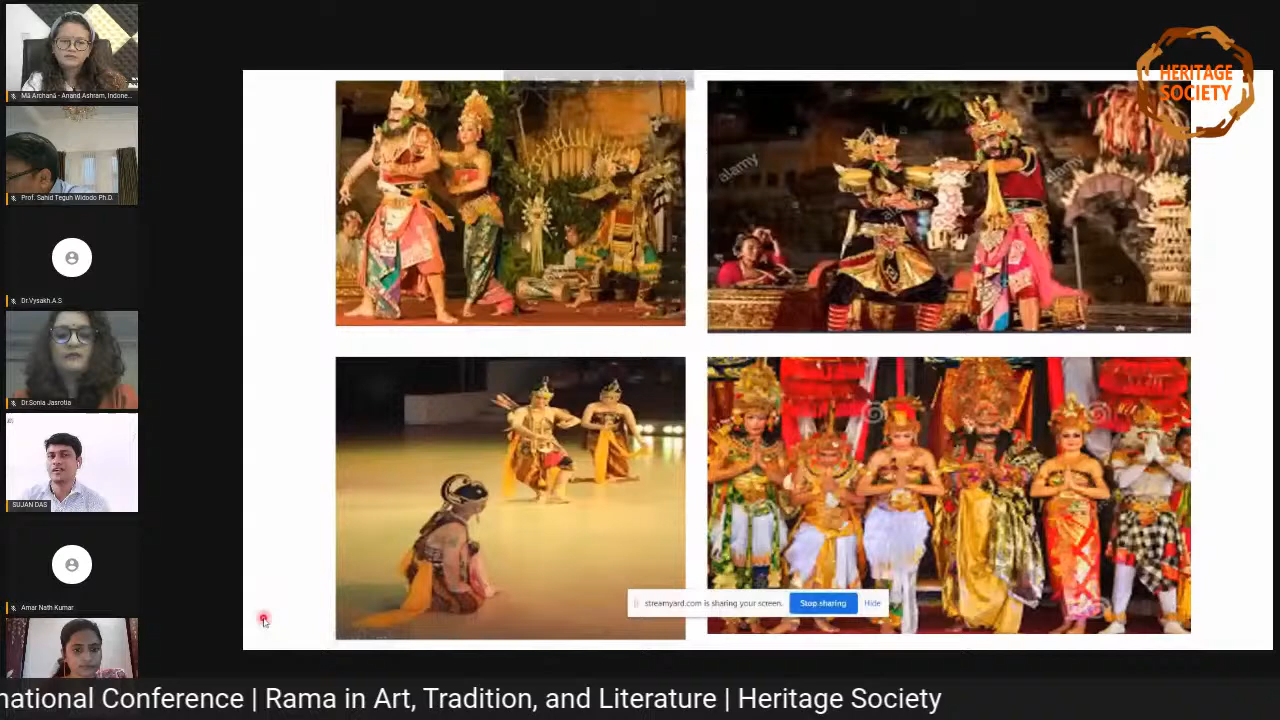 Mā Archanā - Anand Ashram, Indone...
Prof. Sahid Teguh Widodo Ph.D.
Dr.Vysakh.A.S
Dr.Sonia Jasrotia
SUJAN DAS
Amar Nath Kumar
HERITAGE
SOCIETY
alamy
alamy
streamyard.com is sharing your screen.
Stop sharing
Hide
national Conference | Rama in Art, Tradition, and Literature | Heritage Society